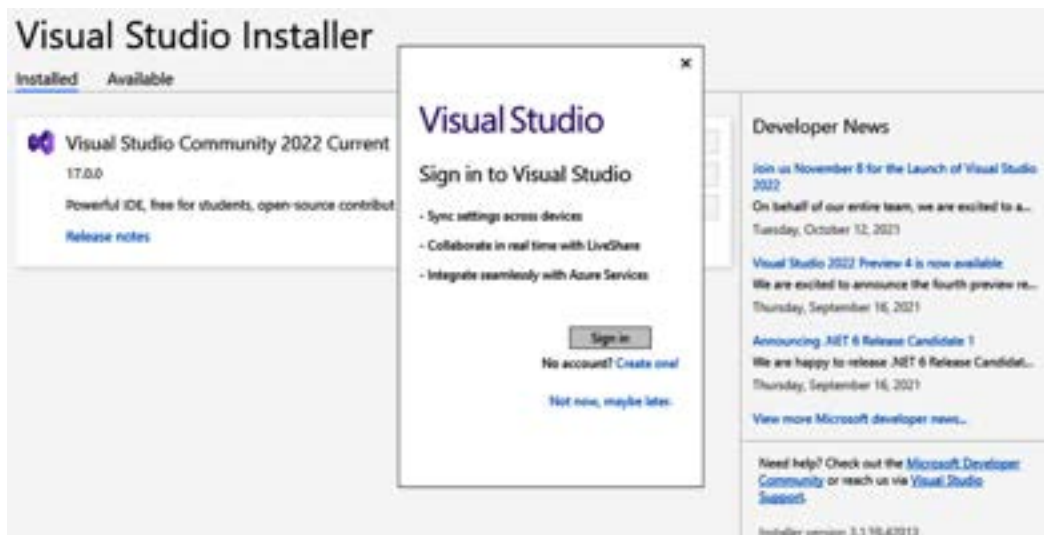 Visual Studio Installer
Installed Available
Visual Studio Community 2022 Current
17.0.0
Powerful IDE, free for students, open-source contribut
Release notes
Visual Studio
Sign in to Visual Studio
- Sync settings across devices
- Collaborate in real time with LiveShare
- Integrate seamlessly with Azure Services
Sign in
No account? Create one!
Not now, maybe later.
Developer News
Join us November 8 for the Launch of Visual Studio
2022
On behalf of our entire team, we are excited to a...
Tuesday, October 12, 2021
Visual Studio 2022 Preview 4 is now available
We are excited to announce the fourth preview re...
Thursday, September 16, 2021
Announcing .NET 6 Release Candidate 1
We are happy to release .NET 6 Release Candidat...
Thursday, September 16, 2021
View more Microsoft developer news...
Need help? Check out the Microsoft Developer
Community or reach us via Visual Studio
Support.
Installer version